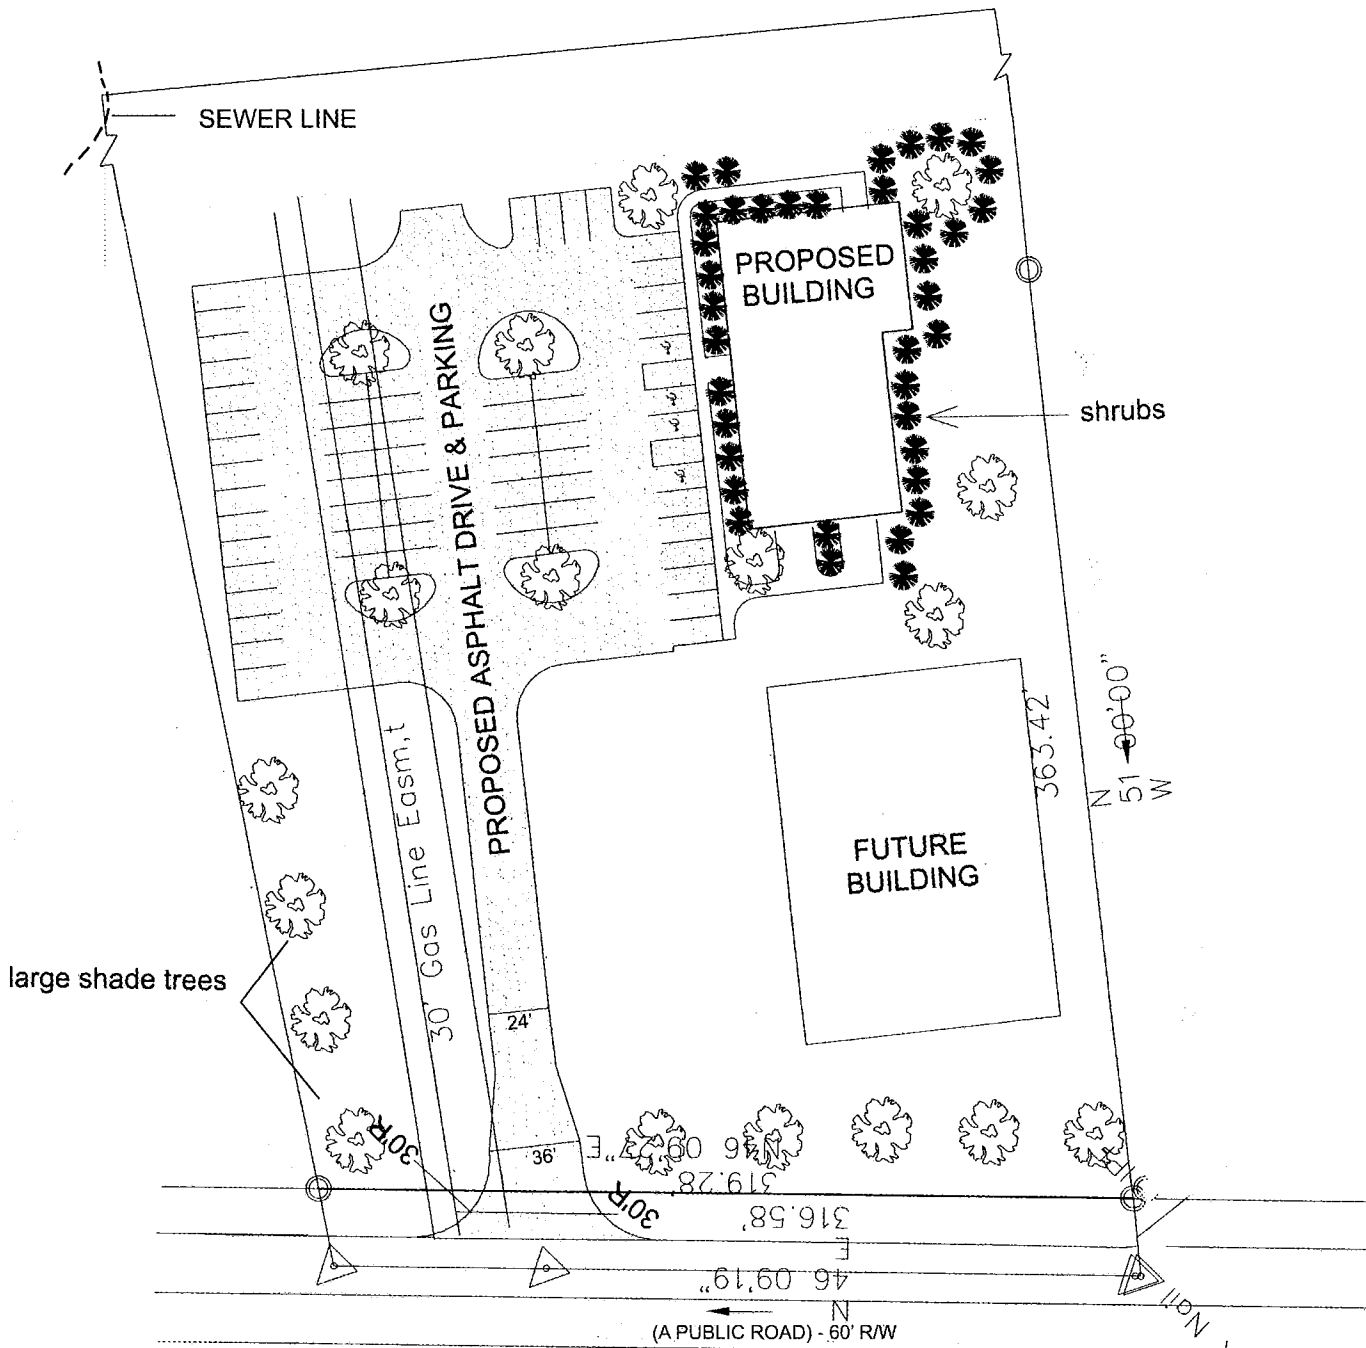 SEWER LINE
PROPOSED
BUILDING
PROPOSED ASPHALT DRIVE & PARKING
shrubs
363.42'
N
51 00'00"
W
30' Gas Line Easm,t
FUTURE
BUILDING
large shade trees
24'
36'
30'R
30'R
N 46 09'27"E
319.28'
316.58'
E
46 09'19"
N
Nail
(A PUBLIC ROAD) - 60' R/W